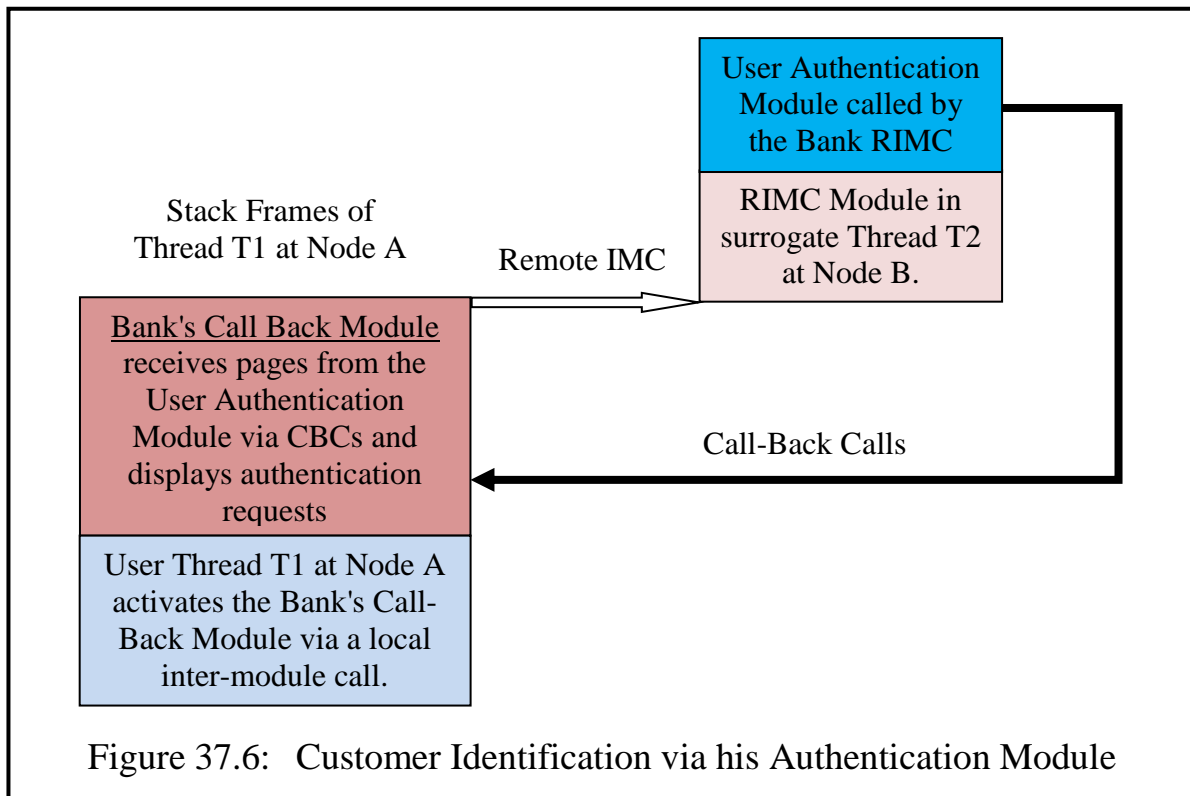 User Authentication
Module called by
the Bank RIMC
RIMC Module in
surrogate Thread T2
at Node B.
Stack Frames of
Thread T1 at Node A
Remote IMC
Bank's Call Back Module
receives pages from the
User Authentication
Module via CBCs and
displays authentication
requests
Call-Back Calls
User Thread T1 at Node A
activates the Bank's Call-
Back Module via a local
inter-module call.
Figure 37.6: Customer Identification via his Authentication Module